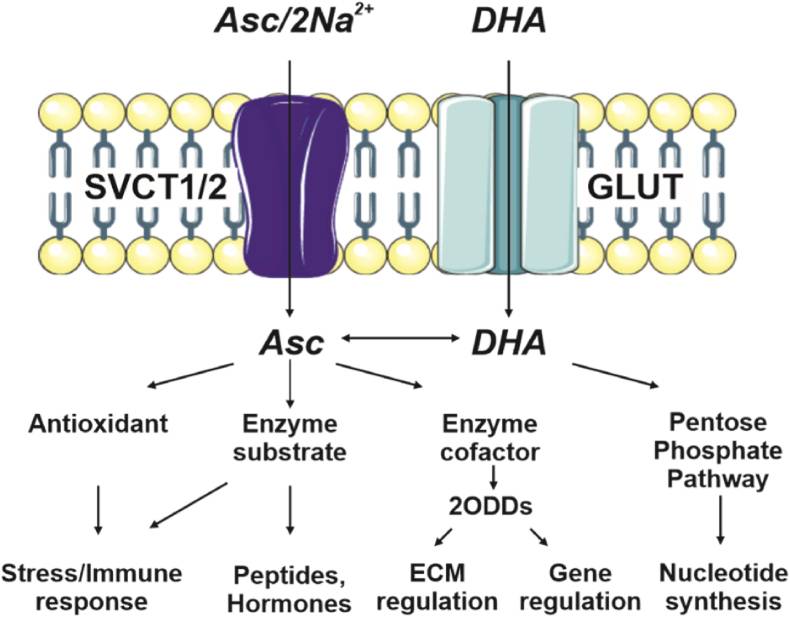 Asc/2Na²⁺ DHA
SVCT1/2 GLUT
Asc DHA
Antioxidant
Enzyme
substrate
Enzyme
cofactor
2ODDs
Pentose
Phosphate
Pathway
Stress/Immune
response
Peptides,
Hormones
ECM
regulation
Gene
regulation
Nucleotide
synthesis